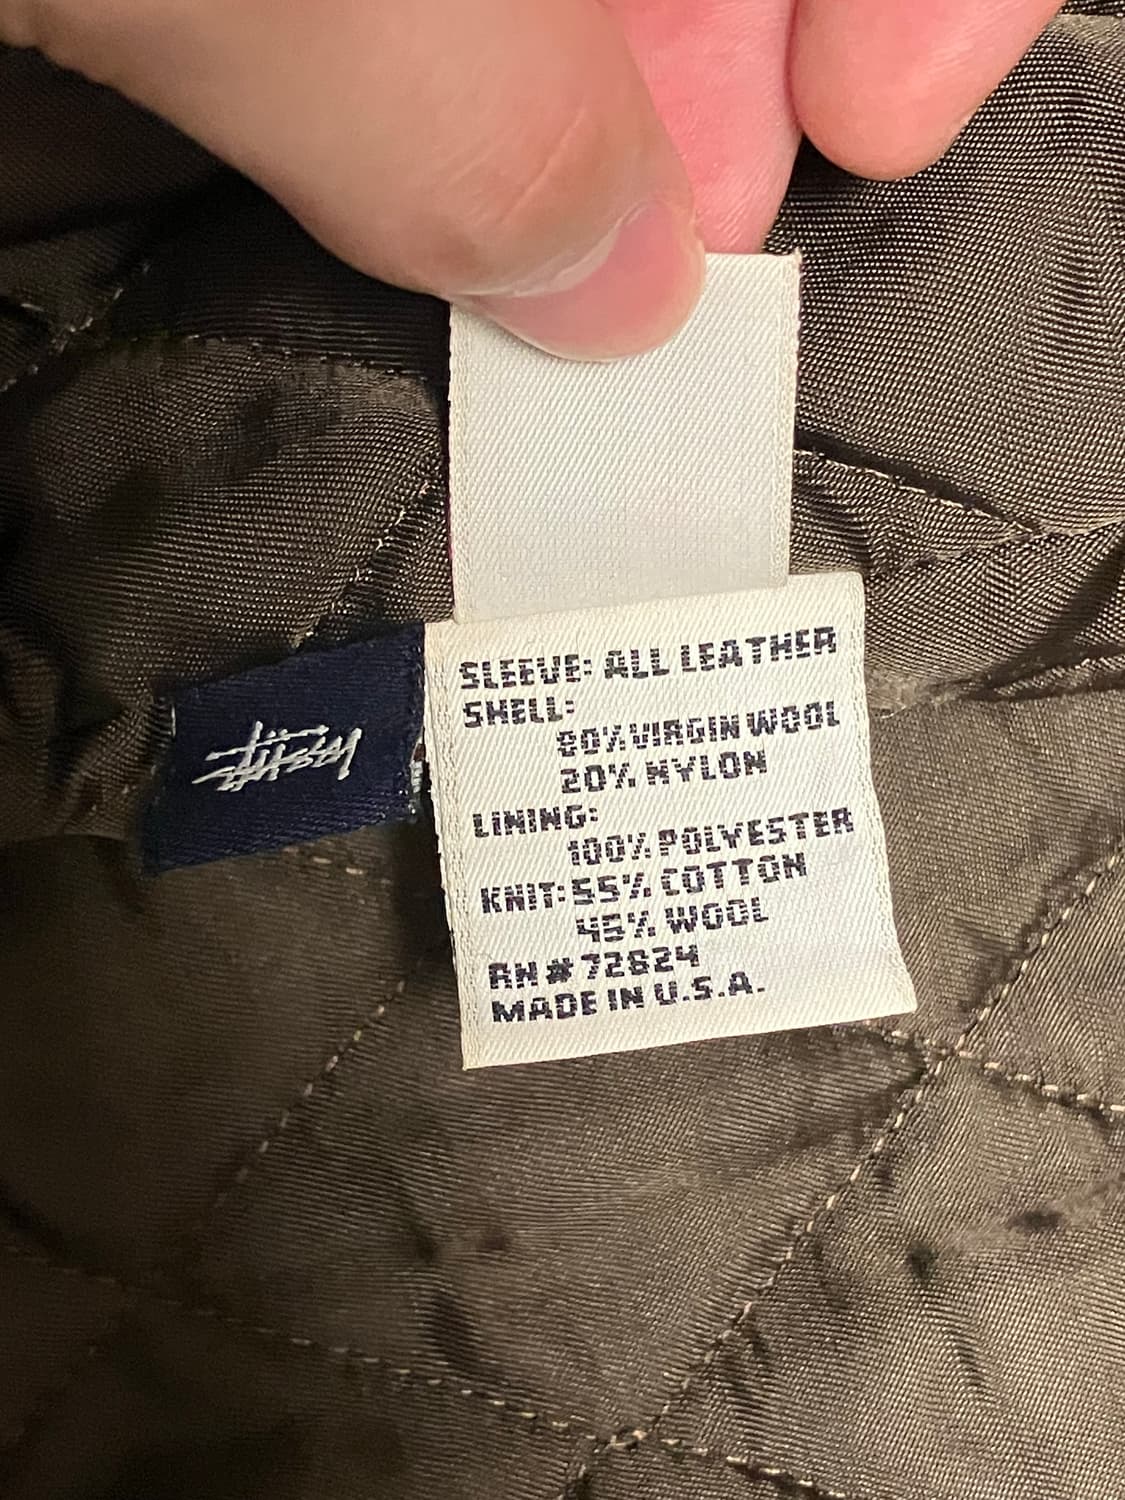 Stüssy
SLEEVE: ALL LEATHER
SHELL:
80% VIRGIN WOOL
20% NYLON
LINING:
100% POLYESTER
KNIT: 55% COTTON
45% WOOL
RN # 72624
MADE IN U.S.A.